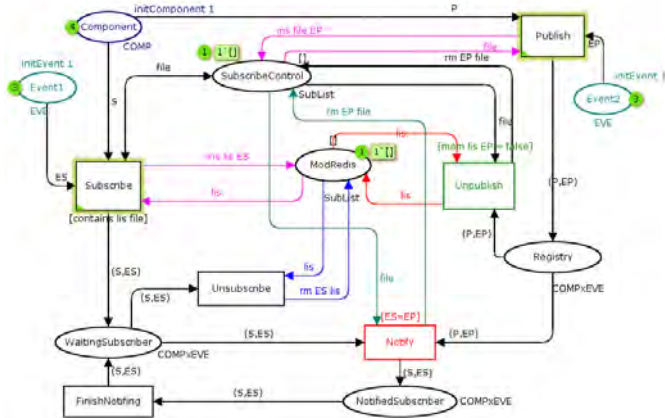 initComponent 1
P
4
Component
COMP
ms file EP
file
Publish
EP
initEvent 1
3
Event1
EVE
file
S
1
1`[]
SubscribeControl
[]
rm EP file
SubList
initEvent 1
Event2
EVE
rm EP file
lis
[]
[mem lis EP = false]
file
ES
Subscribe
[contains lis file]
ms lis ES
lis
ModRedis
1
1`[]
SubList
lis
Unpublish
(P,EP)
(P,EP)
Registry
COMPxEVE
(S,ES)
(S,ES)
Unsubscribe
lis
rm ES lis
file
WaitingSubscriber
COMPxEVE
(S,ES)
[ES=EP]
Notify
(P,EP)
(S,ES)
(S,ES)
FinishNotifing
(S,ES)
NotifiedSubscriber
COMPxEVE